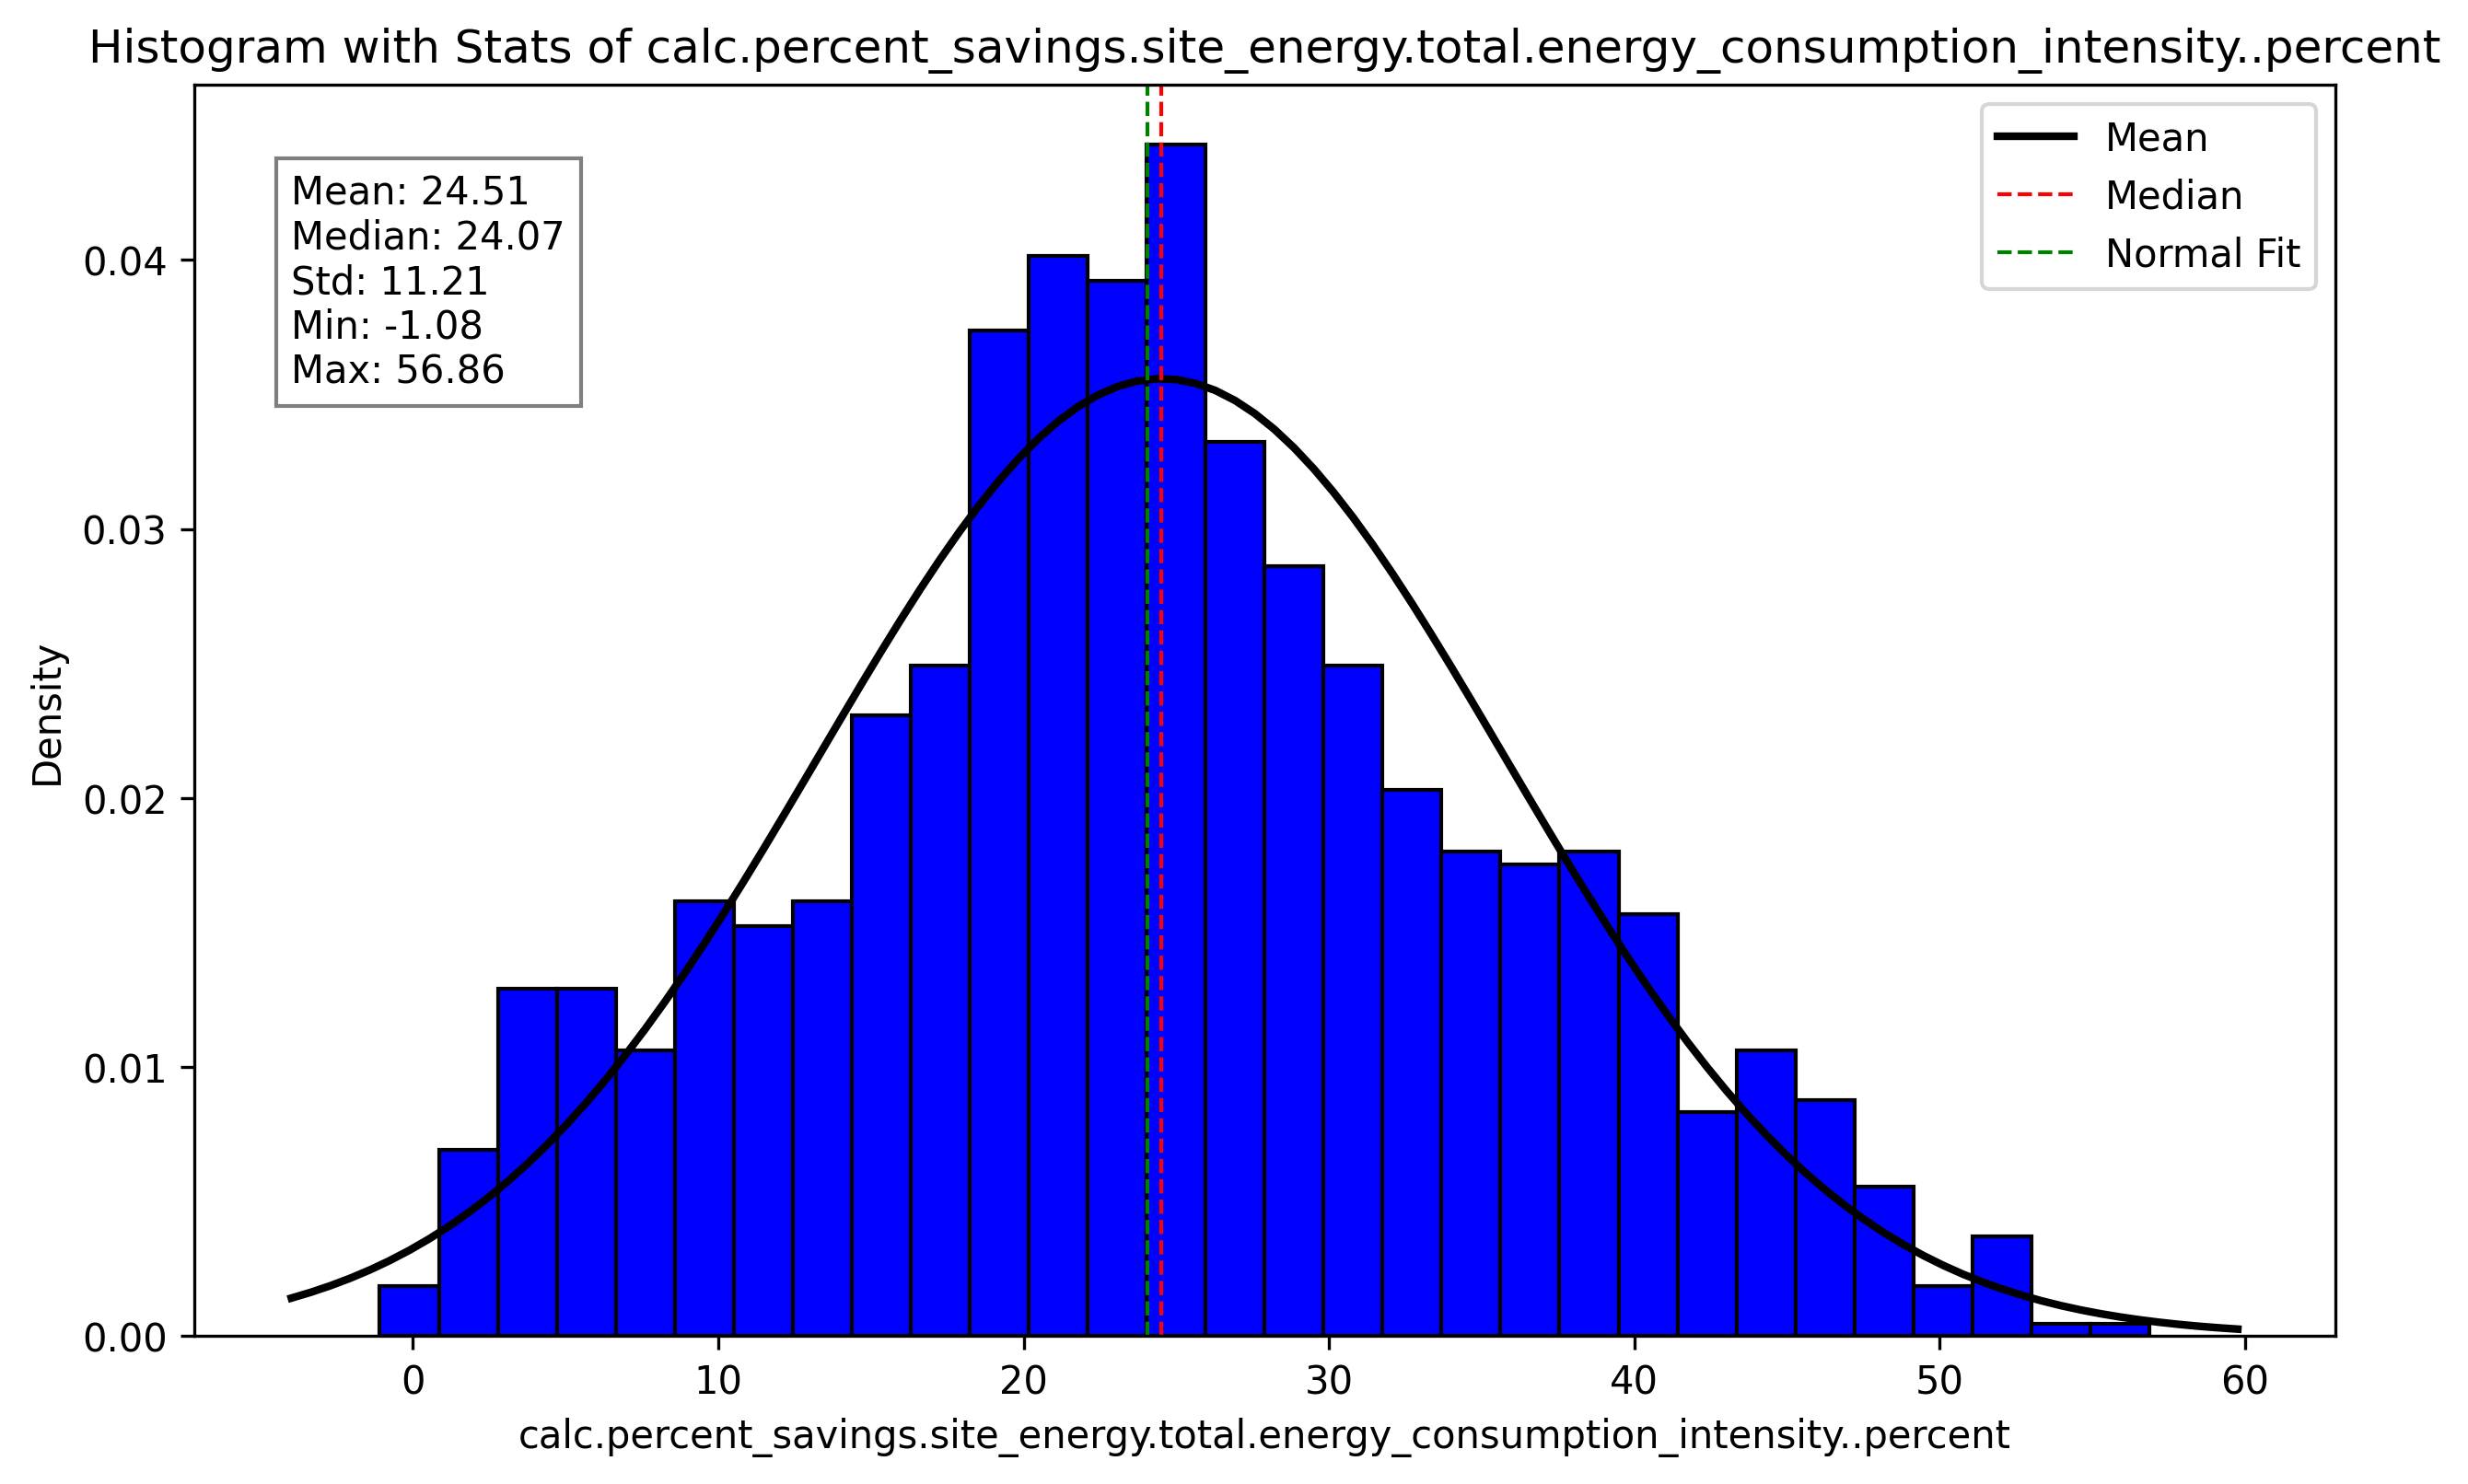 Histogram with Stats of calc.percent_savings.site_energy.total.energy_consumption_intensity..percent
Mean: 24.51
Median: 24.07
Std: 11.21
Min: -1.08
Max: 56.86
Mean
Median
Normal Fit
Density
0.04
0.03
0.02
0.01
0.00
0 10 20 30 40 50 60
calc.percent_savings.site_energy.total.energy_consumption_intensity..percent